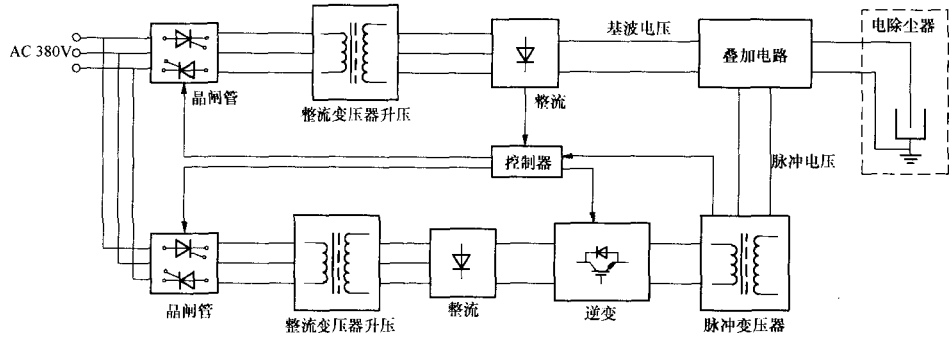 电除尘器
基波电压
AC 380V
叠加电路
晶闸管
整流
整流变压器升压
控制器
脉冲电压
晶闸管
整流变压器升压
整流
逆变
脉冲变压器